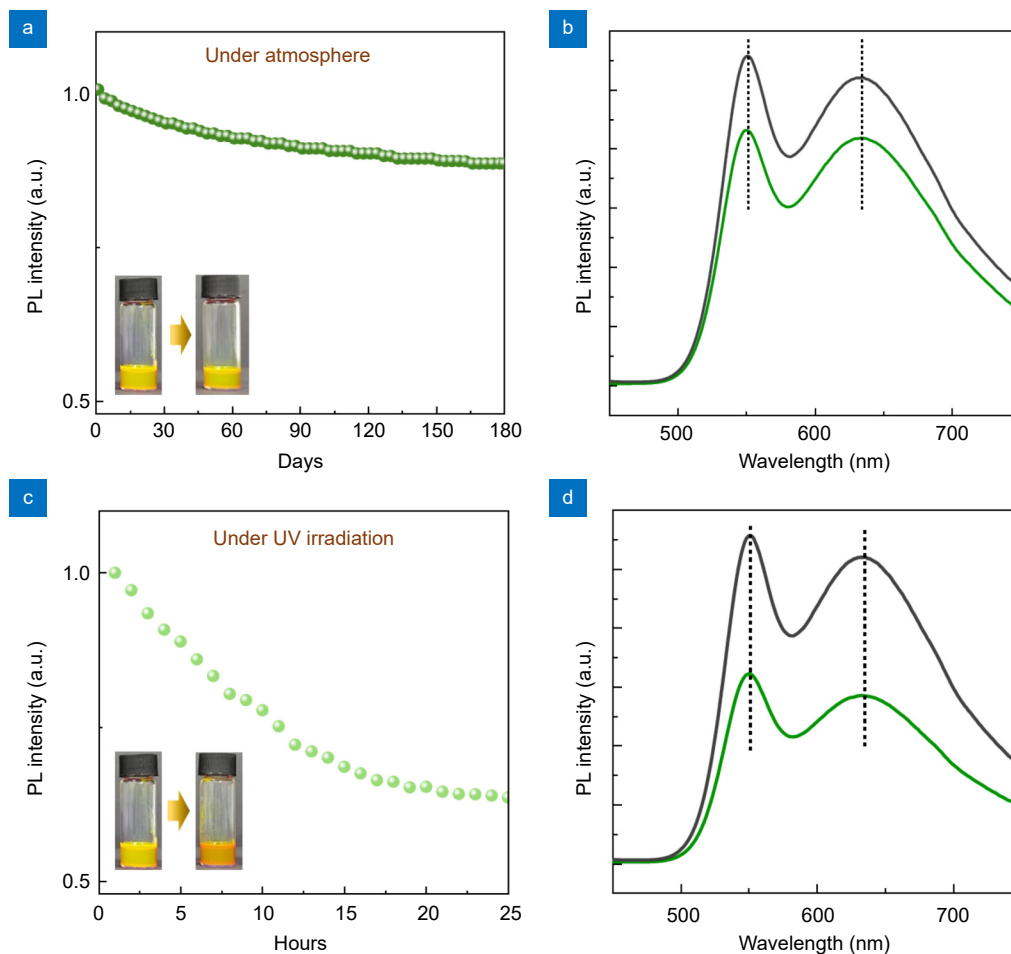 a
Under atmosphere
1.0
0.5
PL intensity (a.u.)
0 30 60 90 120 150 180
Days
b
PL intensity (a.u.)
500 600 700
Wavelength (nm)
c
Under UV irradiation
1.0
0.5
PL intensity (a.u.)
0 5 10 15 20 25
Hours
d
PL intensity (a.u.)
500 600 700
Wavelength (nm)